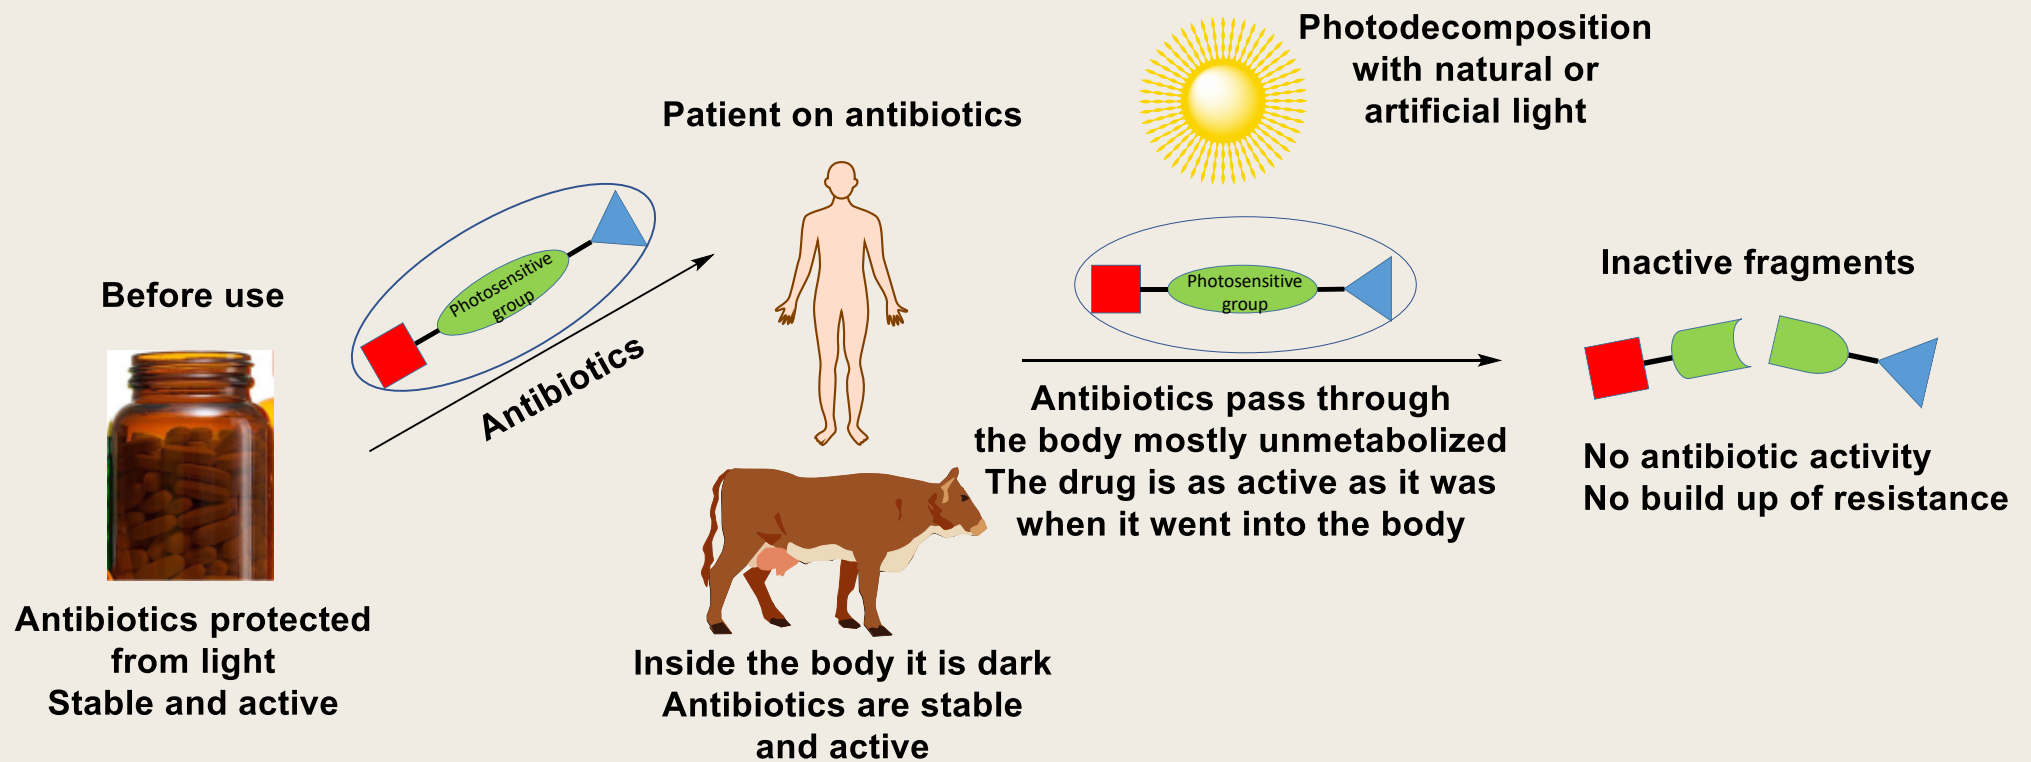 Before use
Antibiotics protected
from light
Stable and active
Photosensitive
group
Antibiotics
Patient on antibiotics
Inside the body it is dark
Antibiotics are stable
and active
Photodecomposition
with natural or
artificial light
Photosensitive
group
Antibiotics pass through
the body mostly unmetabolized
The drug is as active as it was
when it went into the body
Inactive fragments
No antibiotic activity
No build up of resistance